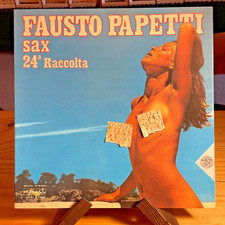 FAUSTO PAPETTI
sax
24ª Raccolta